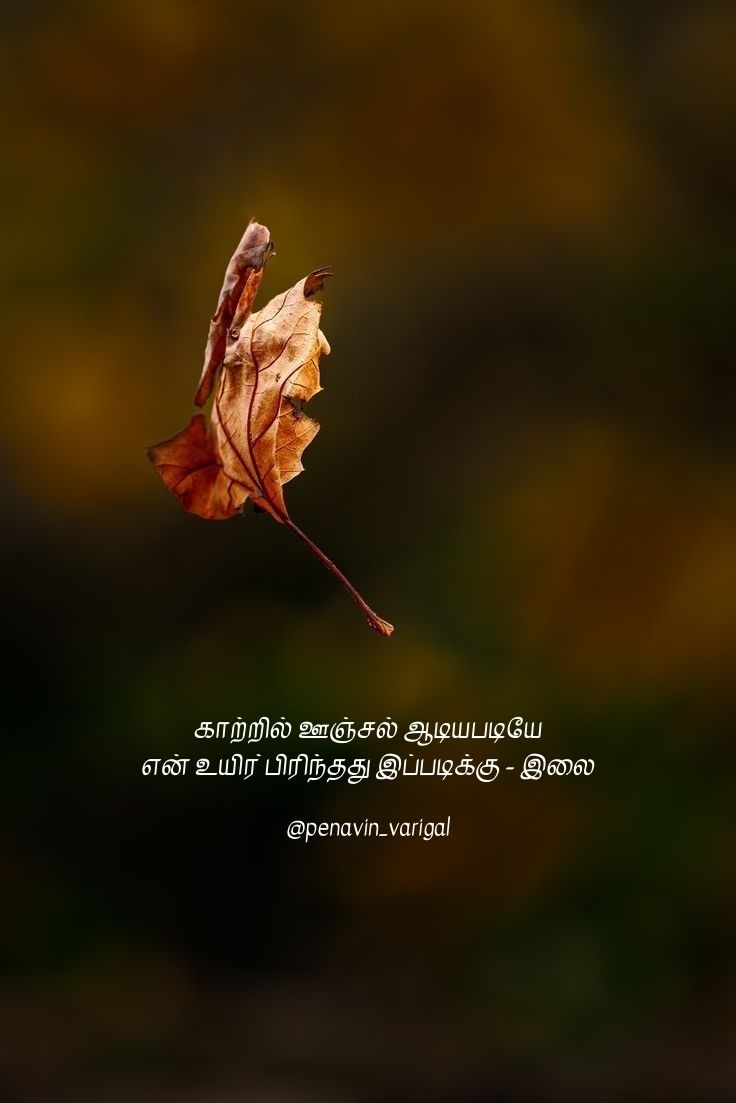 காற்றில் ஊஞ்சல் ஆடியபடியே
என் உயிர் பிரிந்தது இப்படிக்கு - இலை
@penavin_varigal